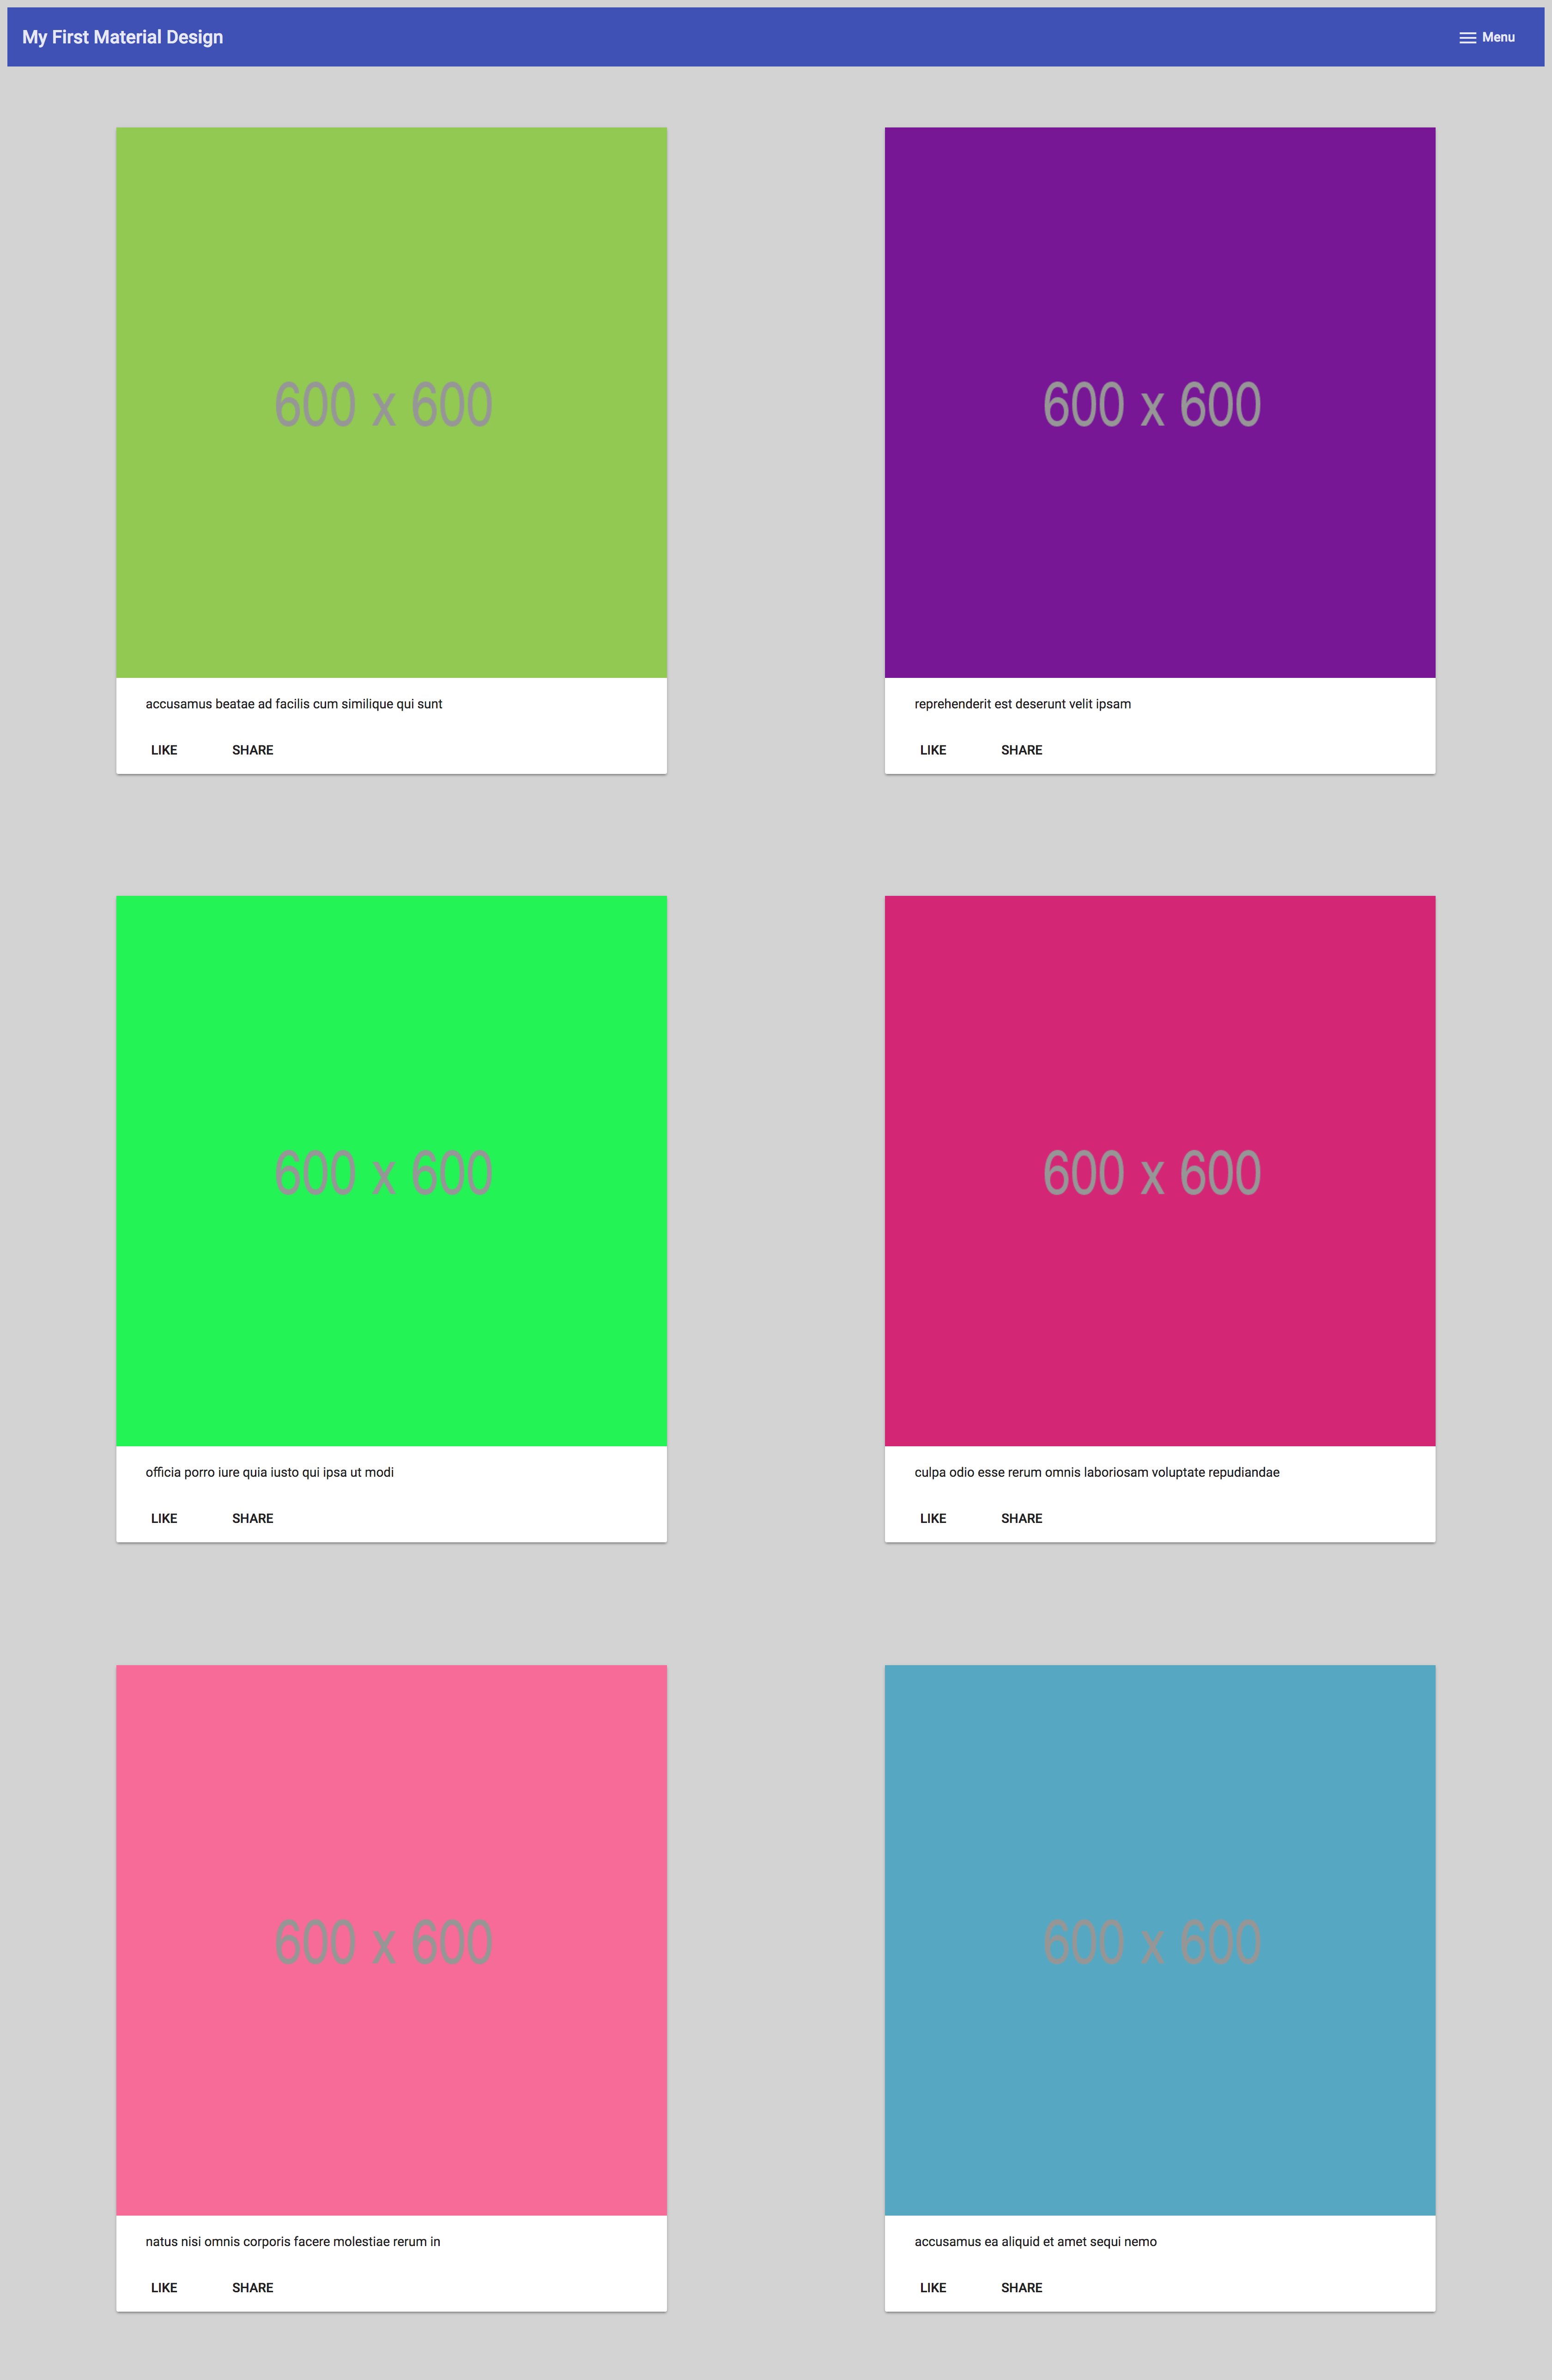 My First Material Design
Menu
600 x 600
600 x 600
accusamus beatae ad facilis cum similique qui sunt
LIKE SHARE
reprehenderit est deserunt velit ipsam
LIKE SHARE
600 x 600
600 x 600
officia porro iure quia iusto qui ipsa ut modi
LIKE SHARE
culpa odio esse rerum omnis laboriosam voluptate repudiandae
LIKE SHARE
600 x 600
600 x 600
natus nisi omnis corporis facere molestiae rerum in
LIKE SHARE
accusamus ea aliquid et amet sequi nemo
LIKE SHARE